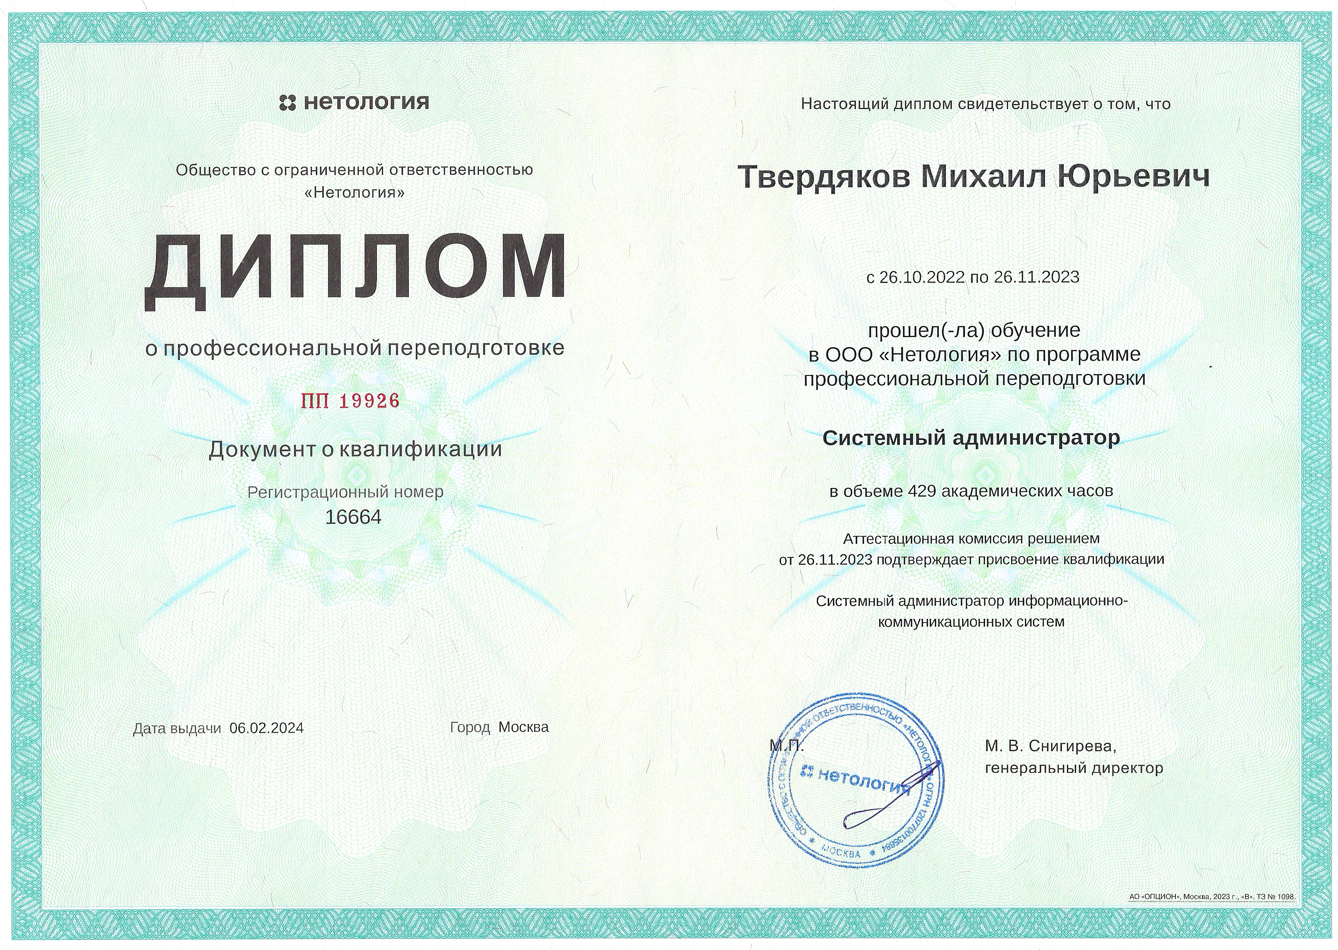 нетология
Общество с ограниченной ответственностью
«Нетология»
ДИПЛОМ
о профессиональной переподготовке
ПП 19926
Документ о квалификации
Регистрационный номер
16664
Дата выдачи 06.02.2024
Город Москва
Настоящий диплом свидетельствует о том, что
Твердяков Михаил Юрьевич
с 26.10.2022 по 26.11.2023
прошел(-ла) обучение
в ООО «Нетология» по программе
профессиональной переподготовки
Системный администратор
в объеме 429 академических часов
Аттестационная комиссия решением
от 26.11.2023 подтверждает присвоение квалификации
Системный администратор информационно-
коммуникационных систем
М.П.
ОБЩЕСТВО С ОГРАНИЧЕННОЙ ОТВЕТСТВЕННОСТЬЮ «НЕТОЛОГИЯ» ОГРН
нетология
МОСКВА
М. В. Снигирева,
генеральный директор
АО «ОПЦИОН», Москва, 2023 г., «В». ТЗ № 1098.